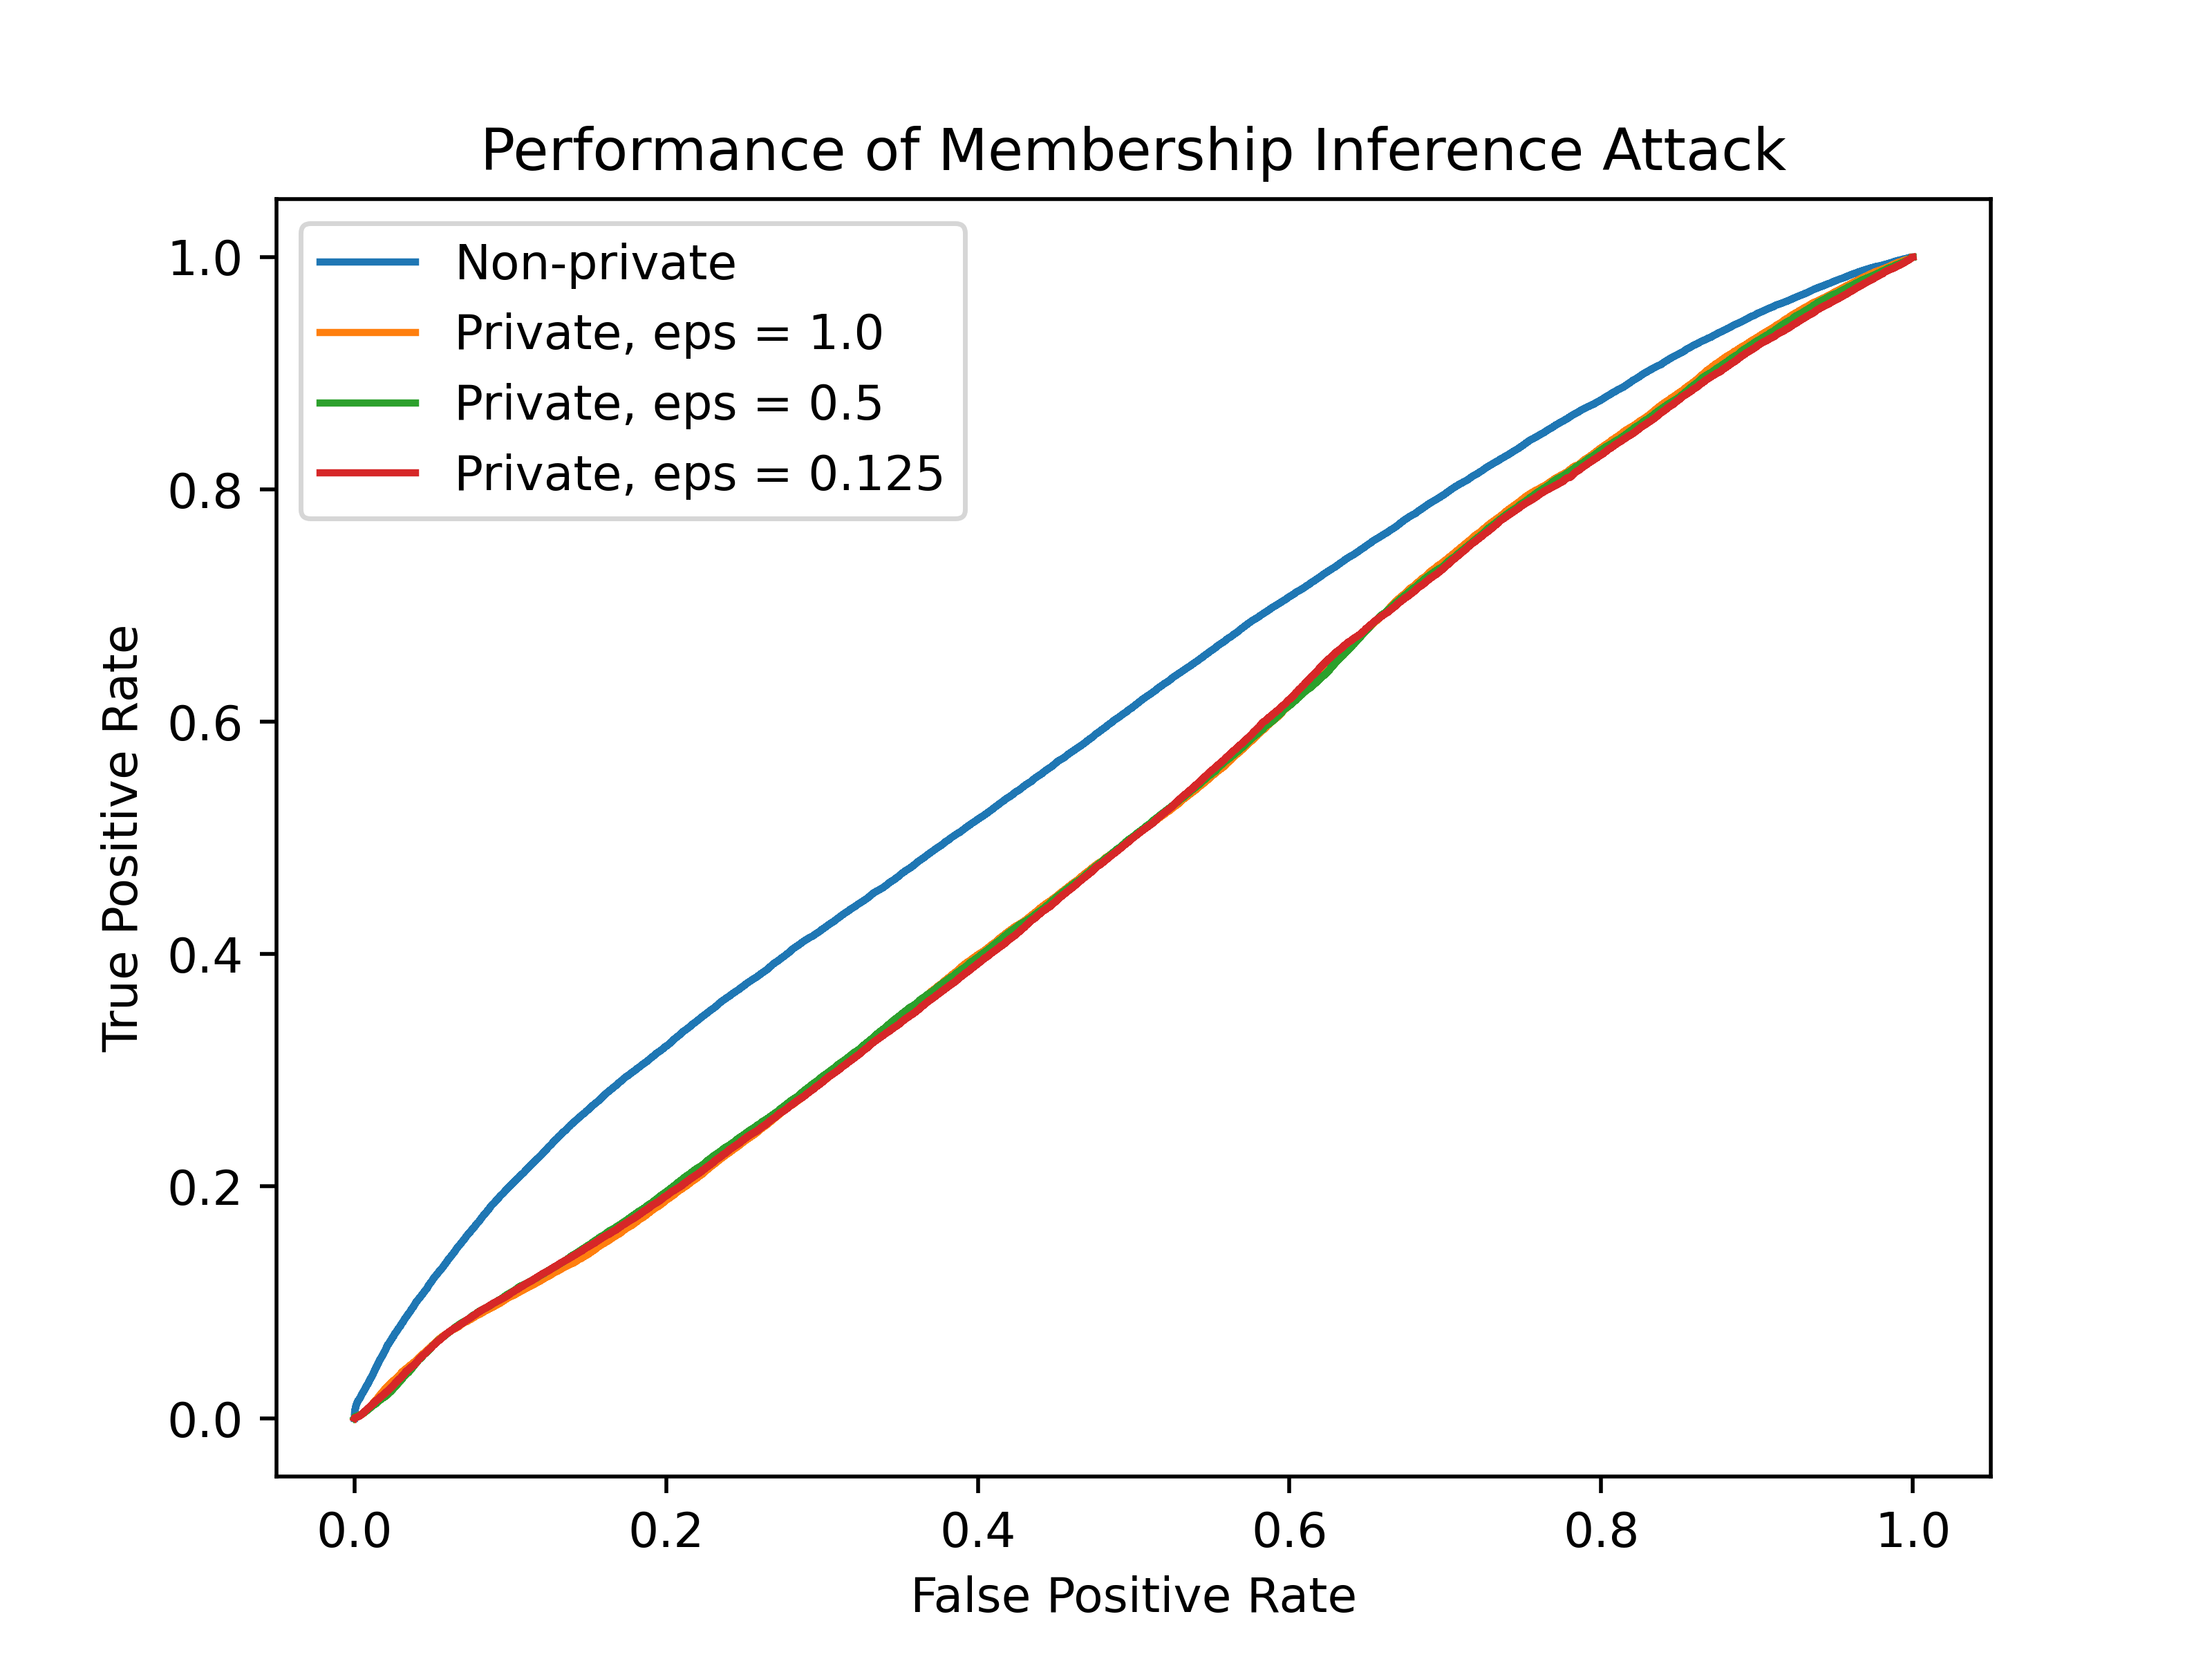 Performance of Membership Inference Attack
Non-private
Private, eps = 1.0
Private, eps = 0.5
Private, eps = 0.125
True Positive Rate
1.0
0.8
0.6
0.4
0.2
0.0
0.0 0.2 0.4 0.6 0.8 1.0
False Positive Rate